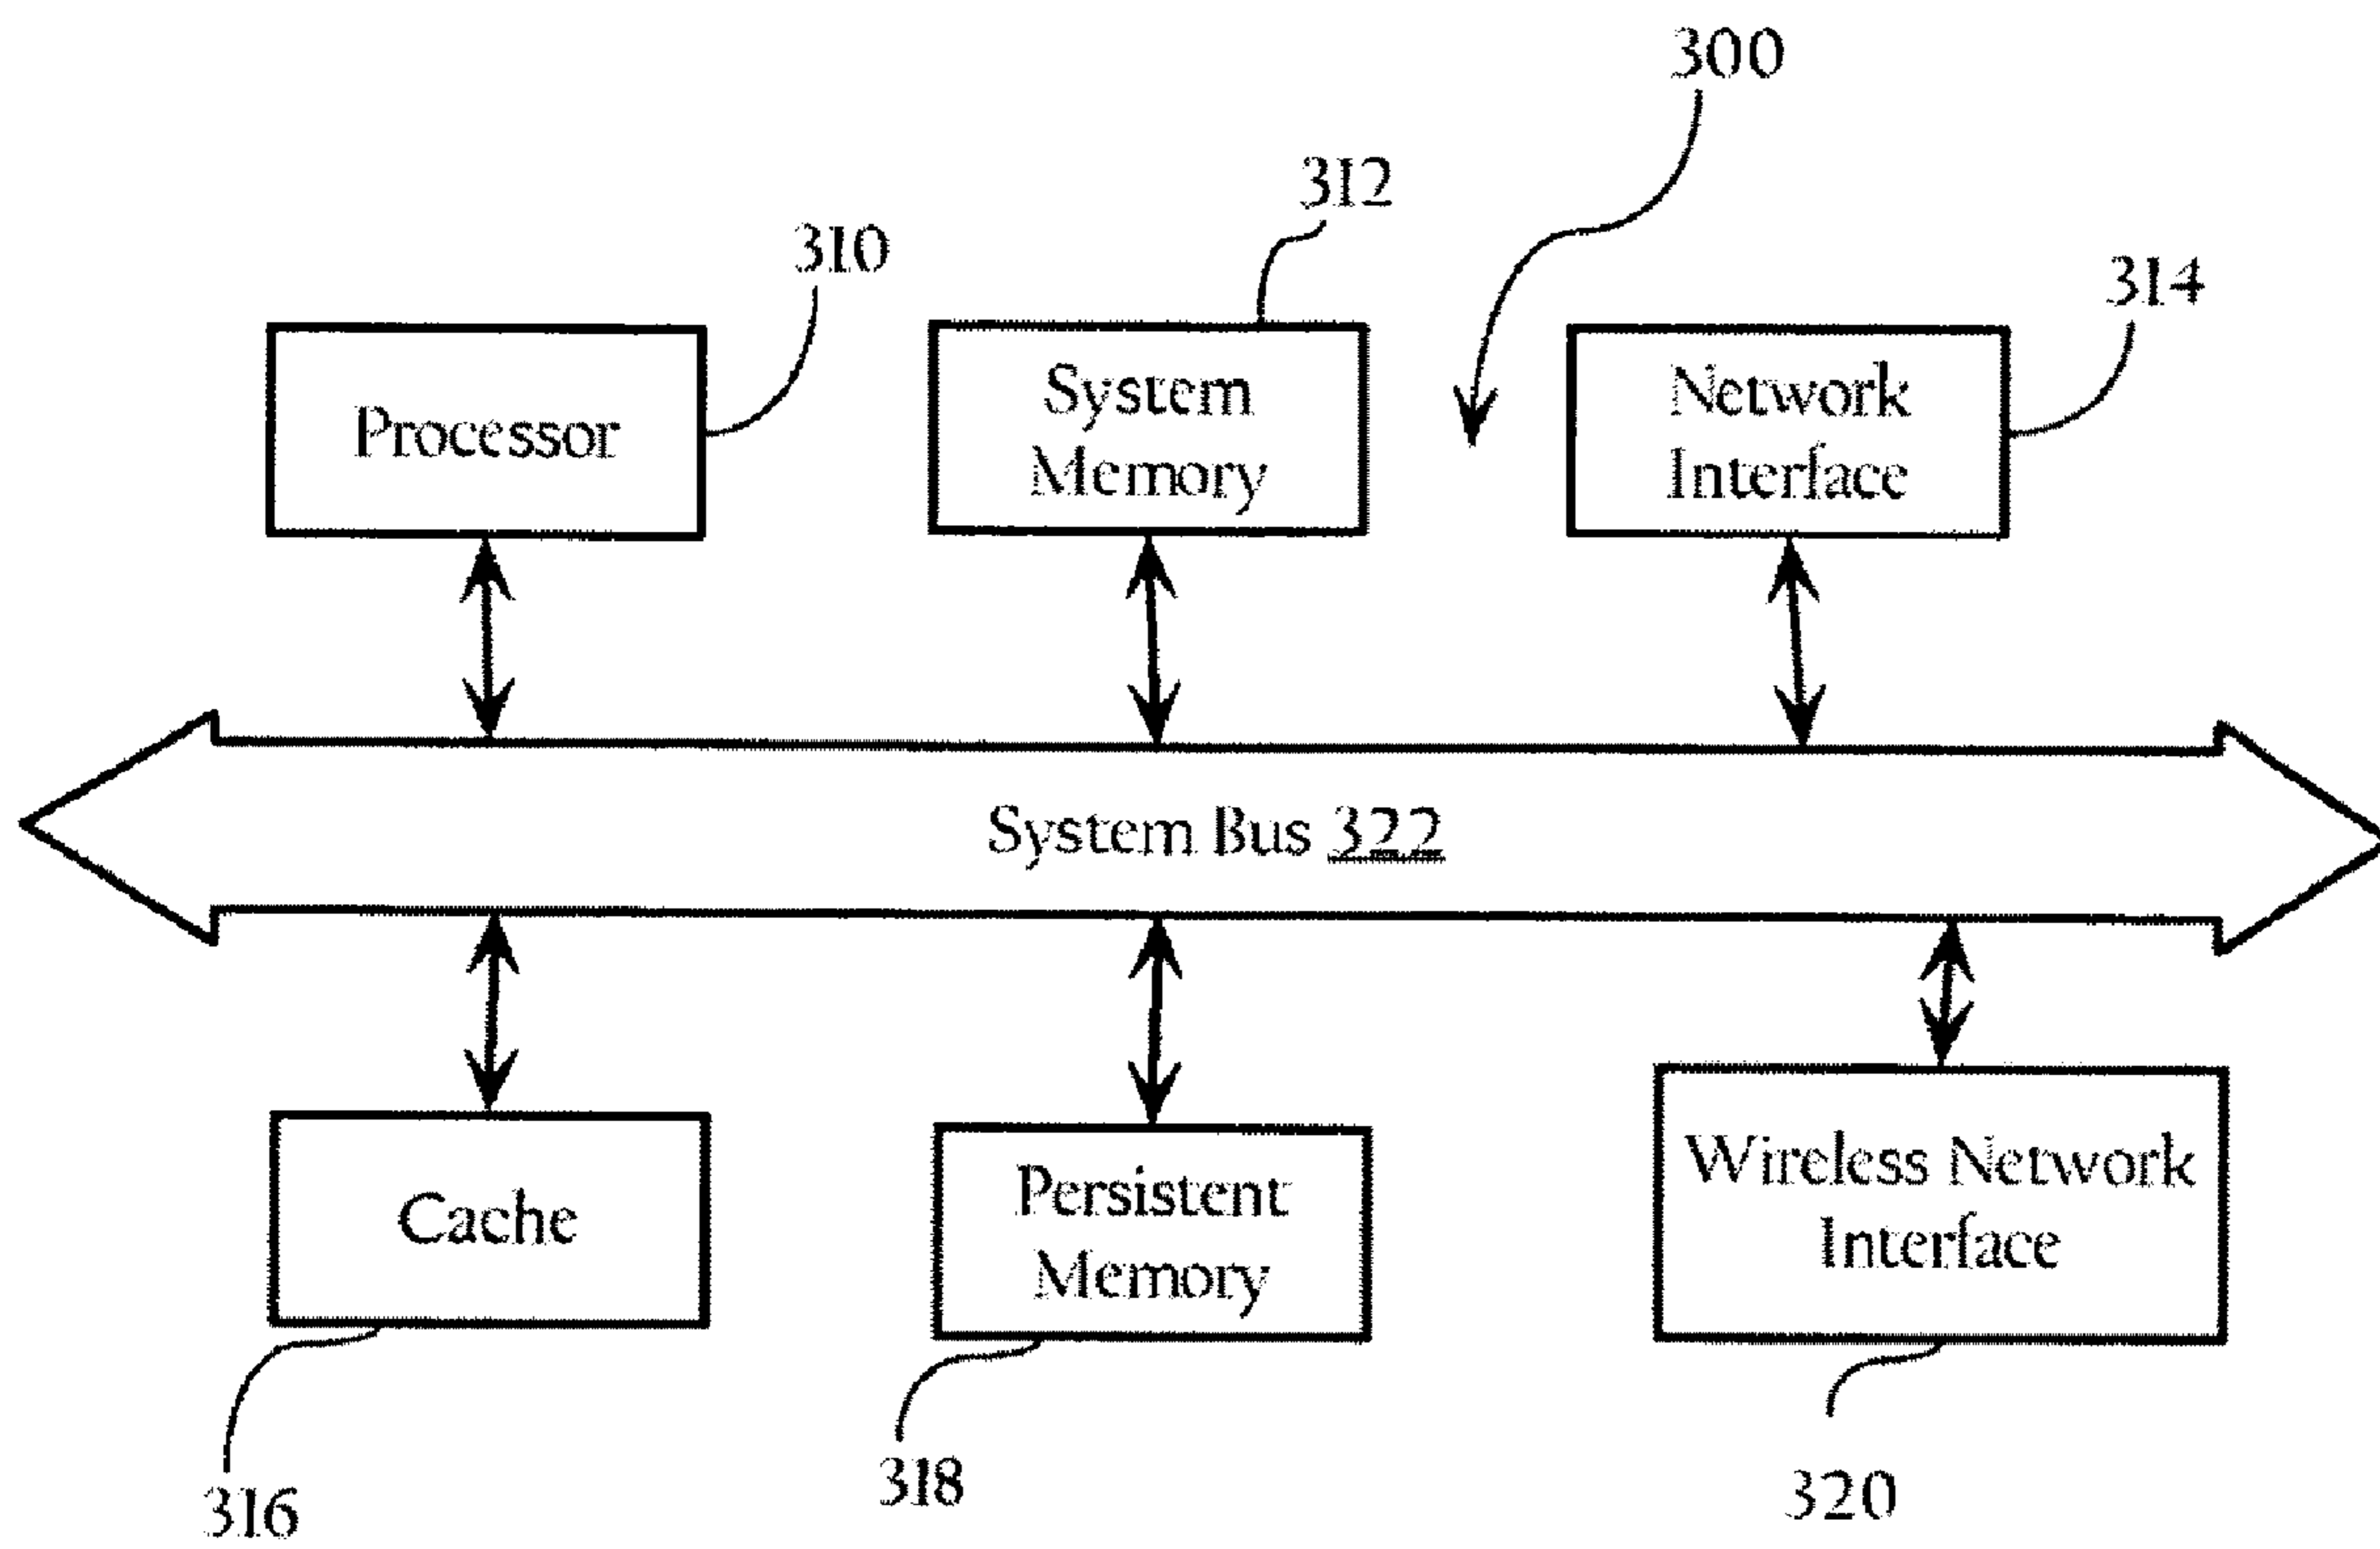 300
312
310
314
Processor
System
Memory
Network
Interface
System Bus 322
Cache
Persistent
Memory
Wireless Network
Interface
316
318
320